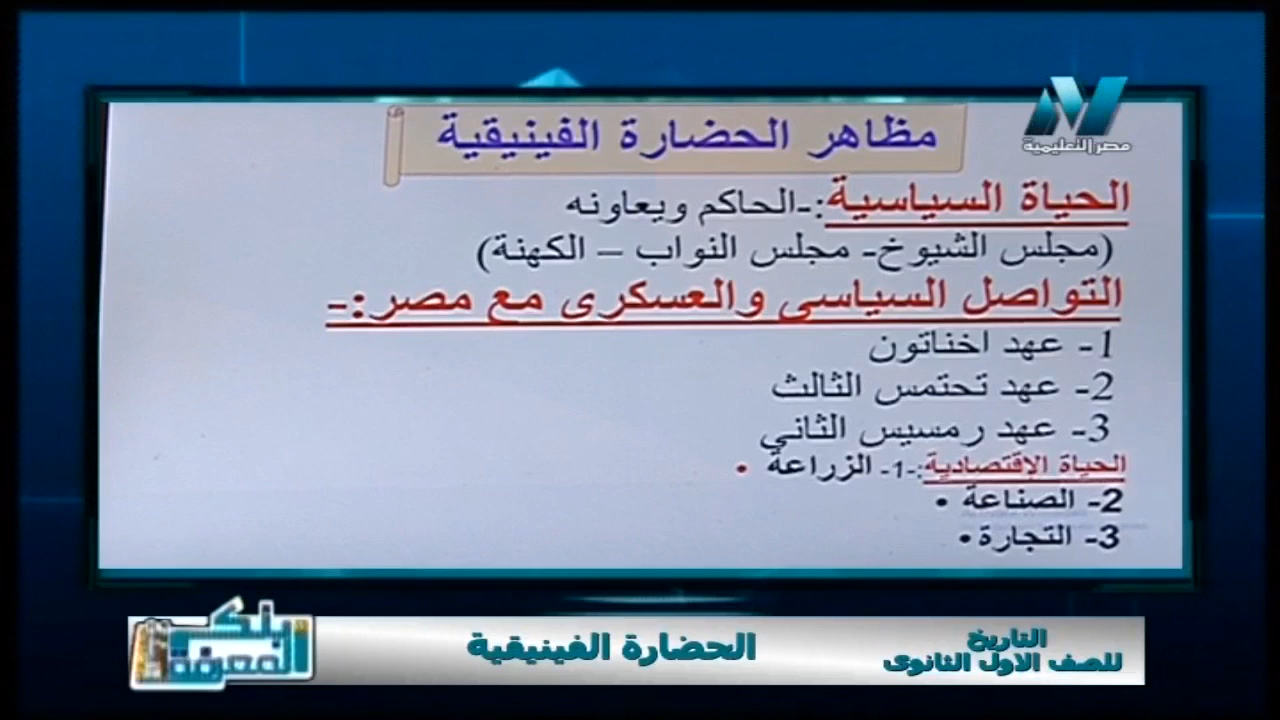 مظاهر الحضارة الفينيقية
مصر التعليمية
الحياة السياسية:-الحاكم ويعاونه
(مجلس الشيوخ- مجلس النواب – الكهنة)
التواصل السياسى والعسكرى مع مصر:-
1- عهد اخناتون
2- عهد تحتمس الثالث
3- عهد رمسيس الثاني
الحياة الإقتصادية:-1- الزراعة •
2- الصناعة •
3- التجارة•
التاريخ
للصف الاول الثانوى
الحضارة الفينيقية
بنك
المعرفة